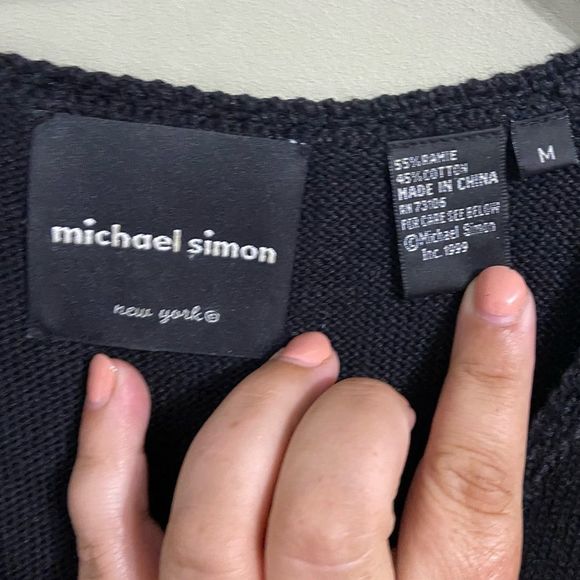 michael simon
new york®
55% RAMIE
45% COTTON
MADE IN CHINA
RN 73106
FOR CARE SEE BELOW
©Michael Simon
Inc. 1999
M